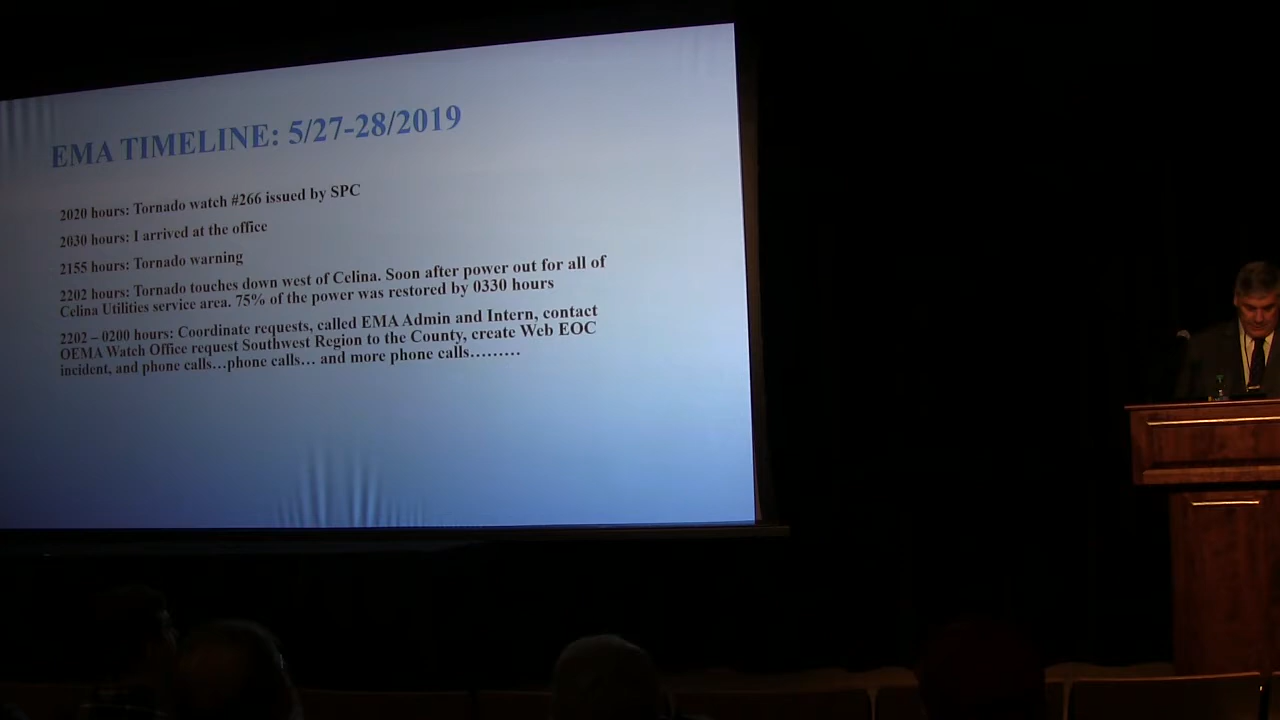 EMA TIMELINE: 5/27-28/2019
2020 hours: Tornado watch #266 issued by SPC
2030 hours: I arrived at the office
2155 hours: Tornado warning
2202 hours: Tornado touches down west of Celina. Soon after power out for all of
Celina Utilities service area. 75% of the power was restored by 0330 hours
2202 – 0200 hours: Coordinate requests, called EMA Admin and Intern, contact
OEMA Watch Office request Southwest Region to the County, create Web EOC
incident, and phone calls…phone calls… and more phone calls………